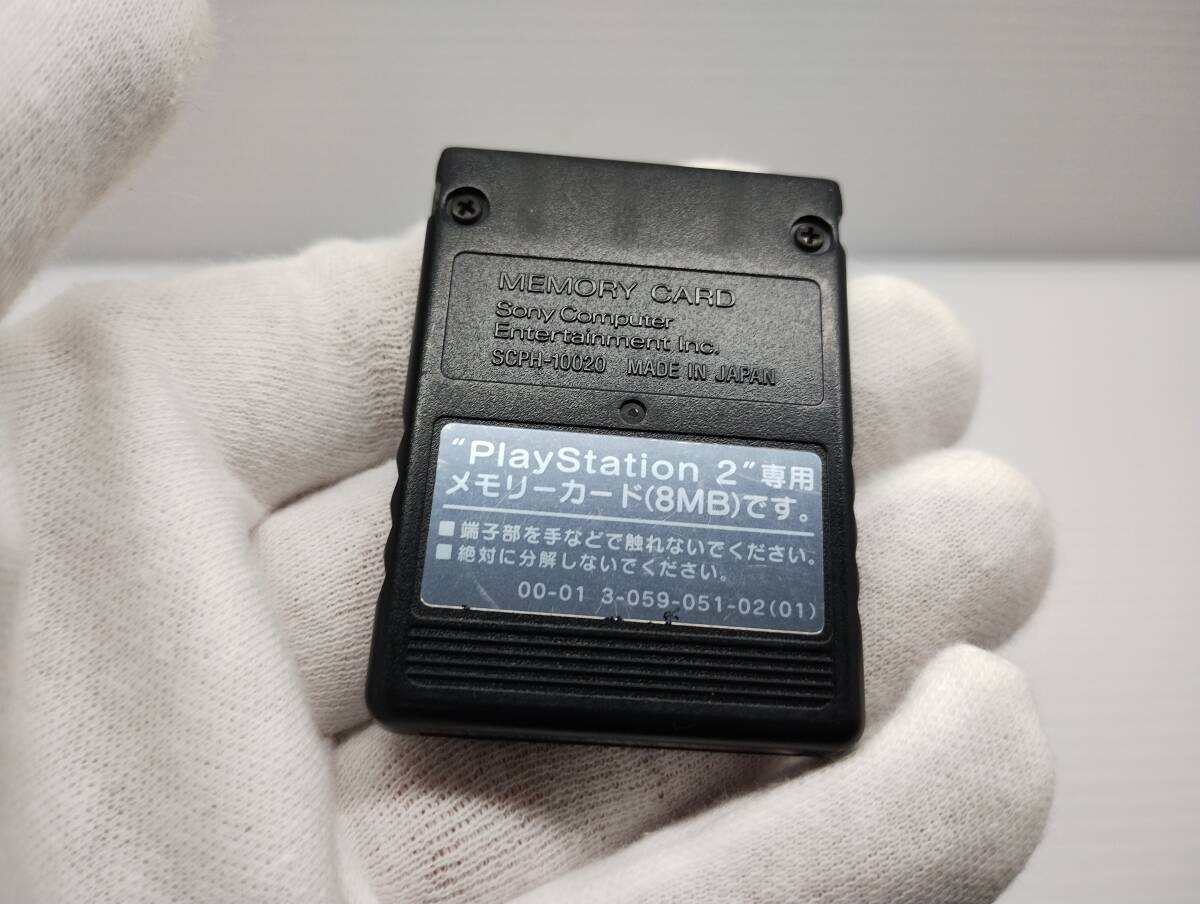 MEMORY CARD
Sony Computer
Entertainment Inc.
SCPH-10020 MADE IN JAPAN
“PlayStation 2”専用
メモリーカード(8MB)です。
■端子部を手などで触れないでください。
■絶対に分解しないでください。
00-01 3-059-051-02(01)